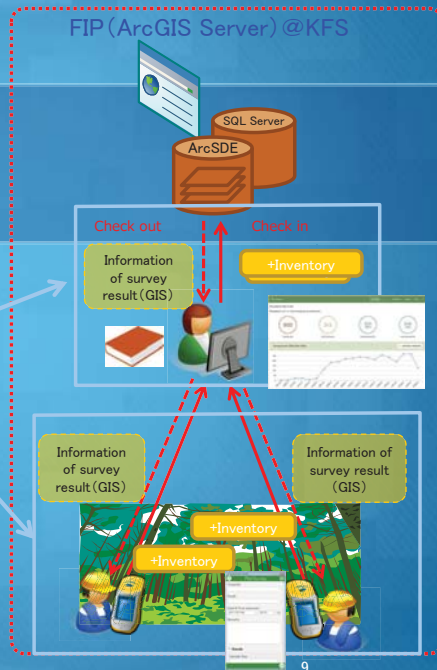 FIP(ArcGIS Server)@KFS
SQL Server
ArcSDE
Check out
Check in
Information
of survey
result(GIS)
+Inventory
Information
of survey
result(GIS)
Information of
survey result
(GIS)
+Inventory
+Inventory
9